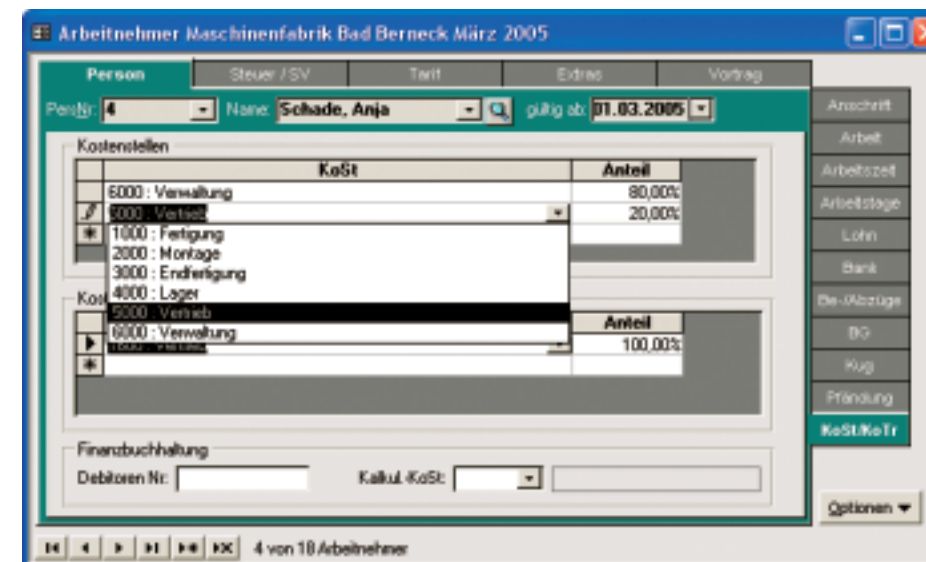 Arbeitnehmer Maschinenfabrik Bad Berneck März 2005
Person Steuer / SV Tarif Extras Vortrag
PersNr: 4 Name: Schade, Anja gültig ab: 01.03.2005
Anschrift
Arbeit
Arbeitszeit
Arbeitstage
Lohn
Bank
Be-/Abzüge
BG
Kug
Pfändung
KoSt/KoTr
Kostenstellen
KoSt Anteil
6000 : Verwaltung 80,00%
5000 : Vertrieb 20,00%
1000 : Fertigung
2000 : Montage
3000 : Endfertigung
4000 : Lager
5000 : Vertrieb
6000 : Verwaltung
Anteil
100,00%
Finanzbuchhaltung
Debitoren Nr: Kalkul.-KoSt:
Optionen
4 von 18 Arbeitnehmer